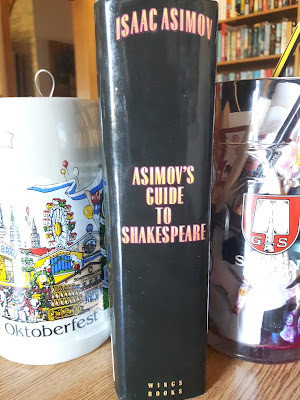 ISAAC ASIMOV
ASIMOV'S
GUIDE
TO
SHAKESPEARE
WINGS
BOOKS
Oktoberfest
G S